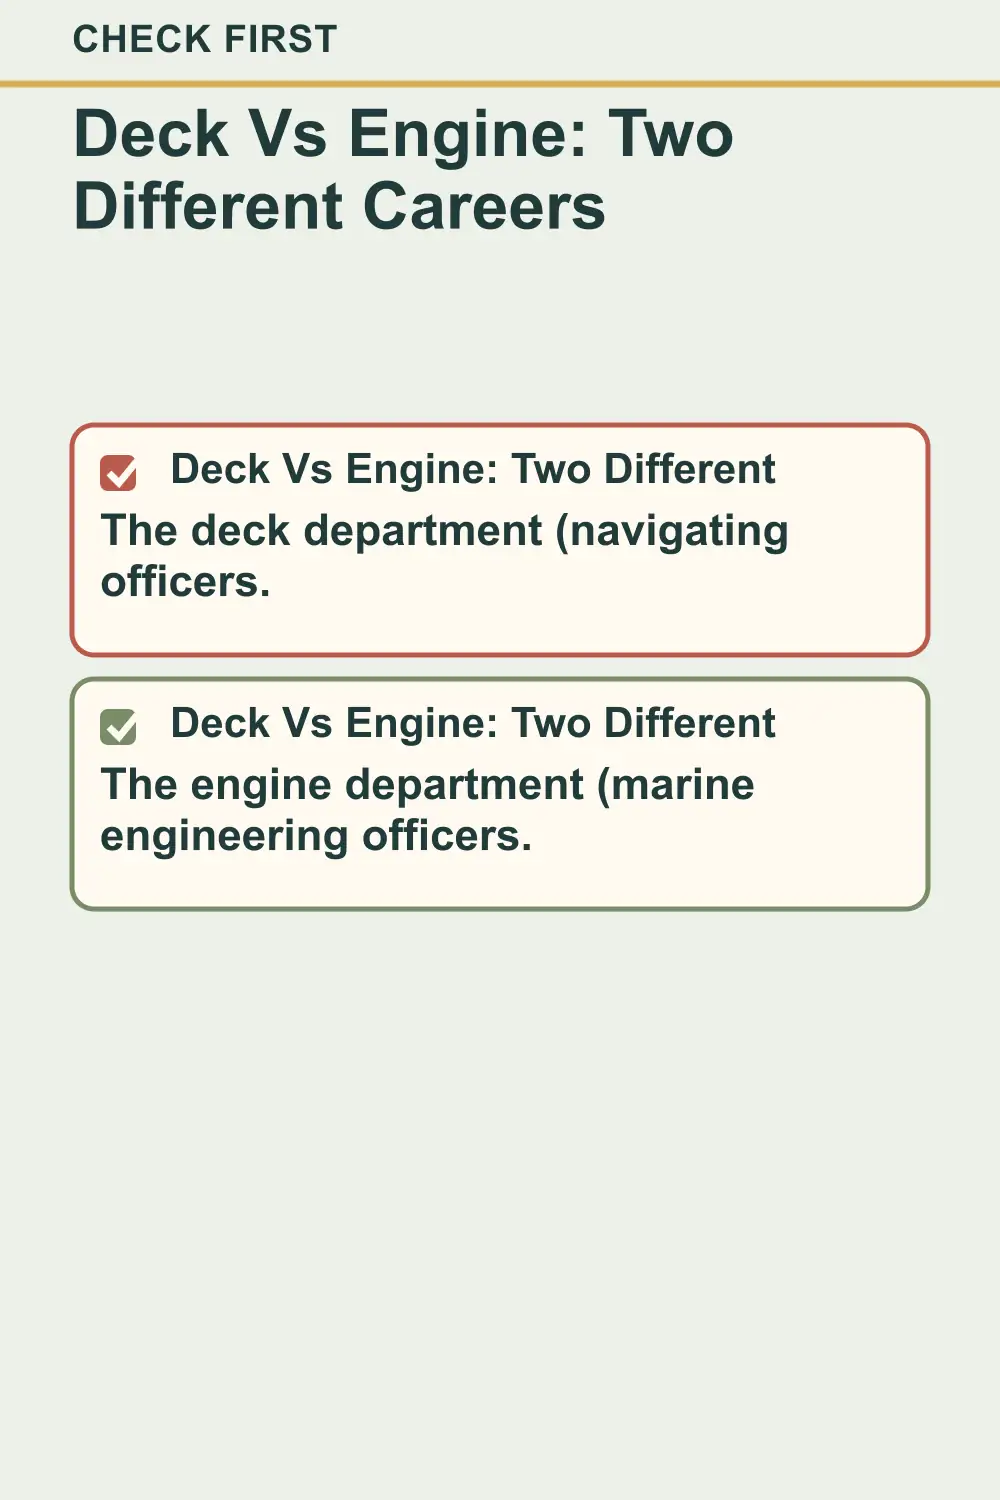 CHECK FIRST
Deck Vs Engine: Two
Different Careers
Deck Vs Engine: Two Different
The deck department (navigating
officers.
Deck Vs Engine: Two Different
The engine department (marine
engineering officers.